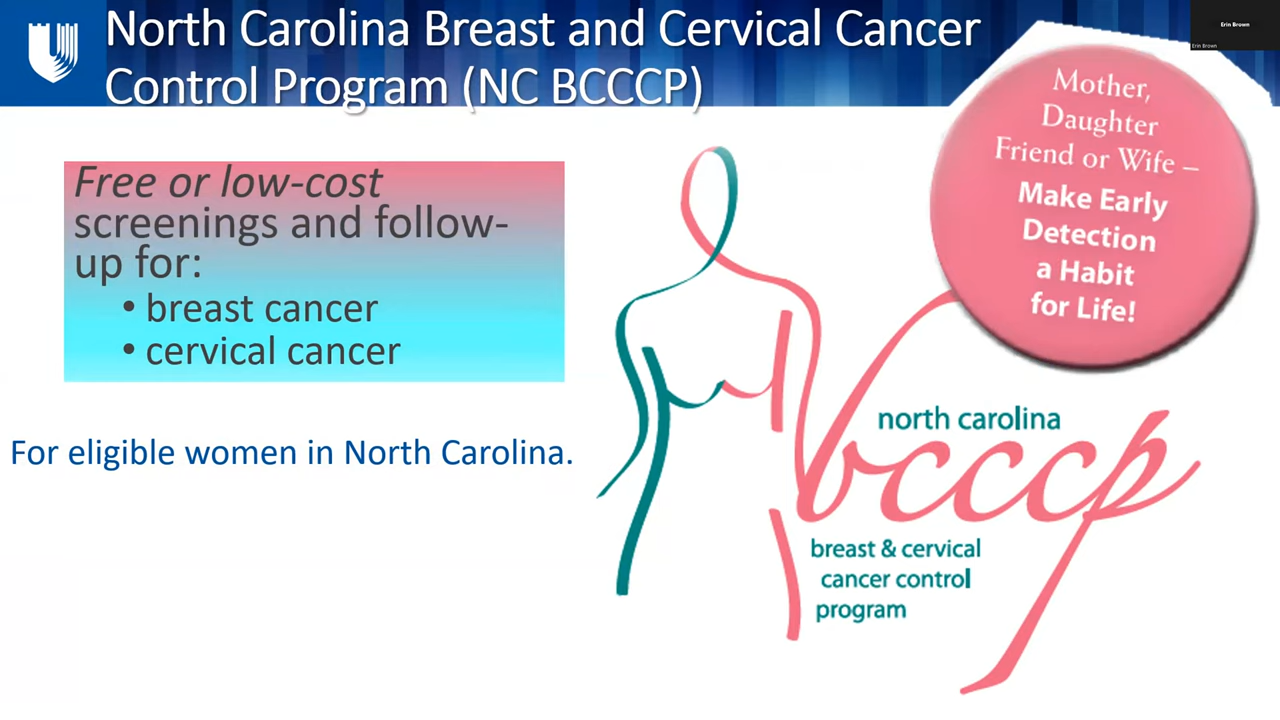 North Carolina Breast and Cervical Cancer
Control Program (NC BCCCP)
Erin Brown
Erin Brown
Mother,
Daughter
Friend or Wife –
Make Early
Detection
a Habit
for Life!
Free or low-cost
screenings and follow-
up for:
• breast cancer
• cervical cancer
For eligible women in North Carolina.
north carolina
bcccp
breast & cervical
cancer control
program